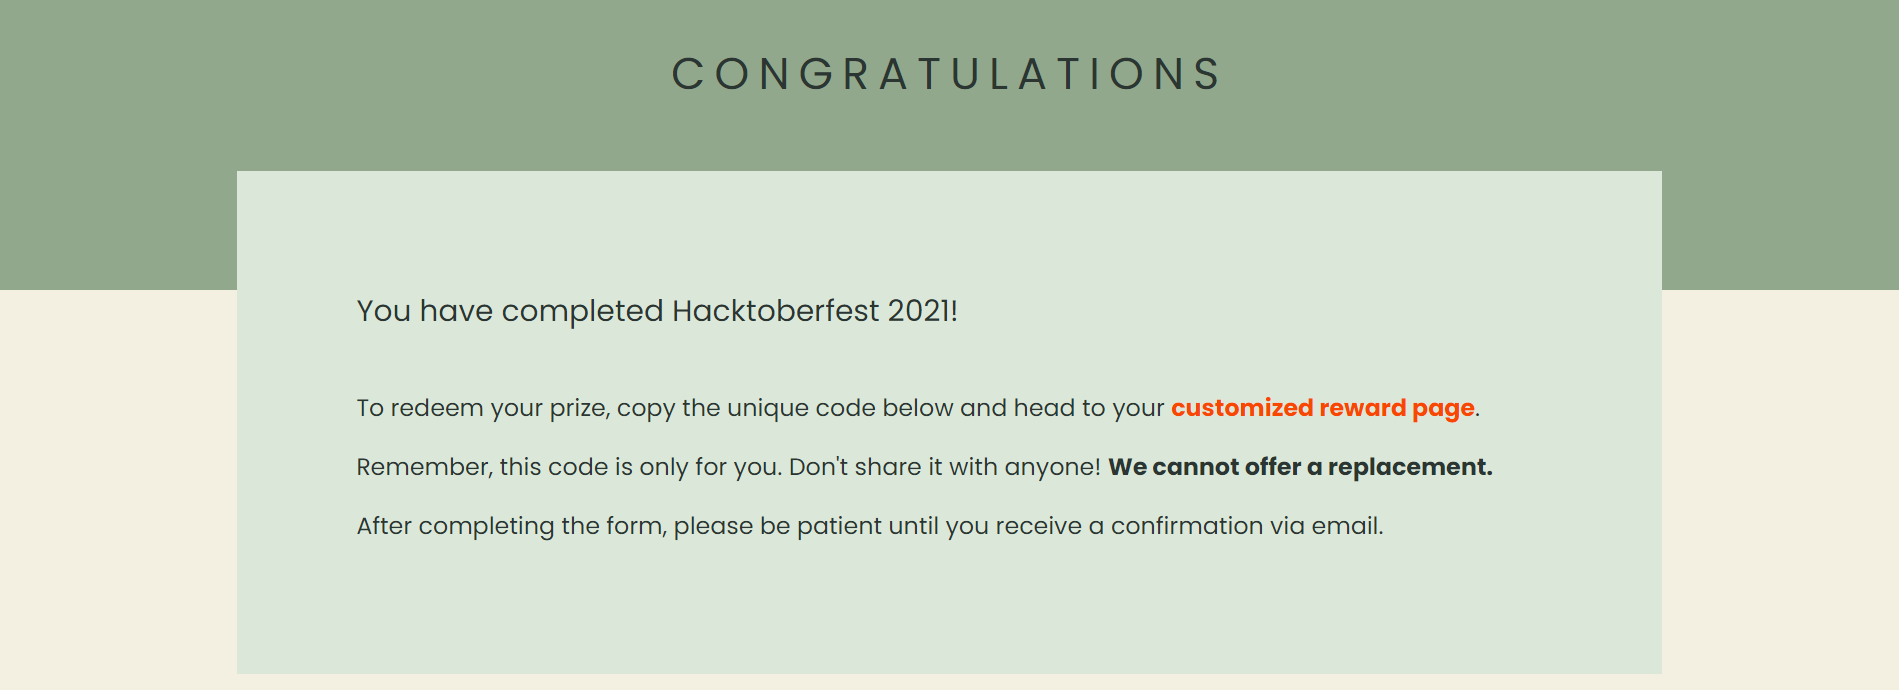 CONGRATULATIONS
You have completed Hacktoberfest 2021!
To redeem your prize, copy the unique code below and head to your customized reward page.
Remember, this code is only for you. Don't share it with anyone! We cannot offer a replacement.
After completing the form, please be patient until you receive a confirmation via email.